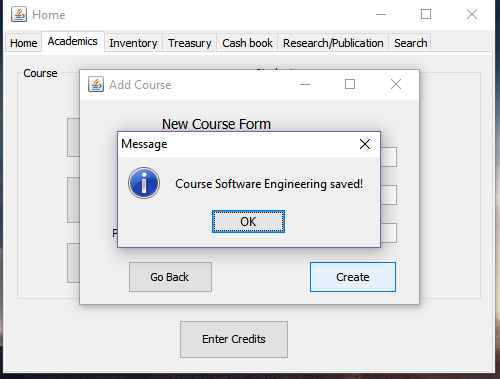 Home
Home Academics Inventory Treasury Cash book Research/Publication Search
Course
Add Course
New Course Form
Message
Course Software Engineering saved!
OK
Go Back Create
Enter Credits